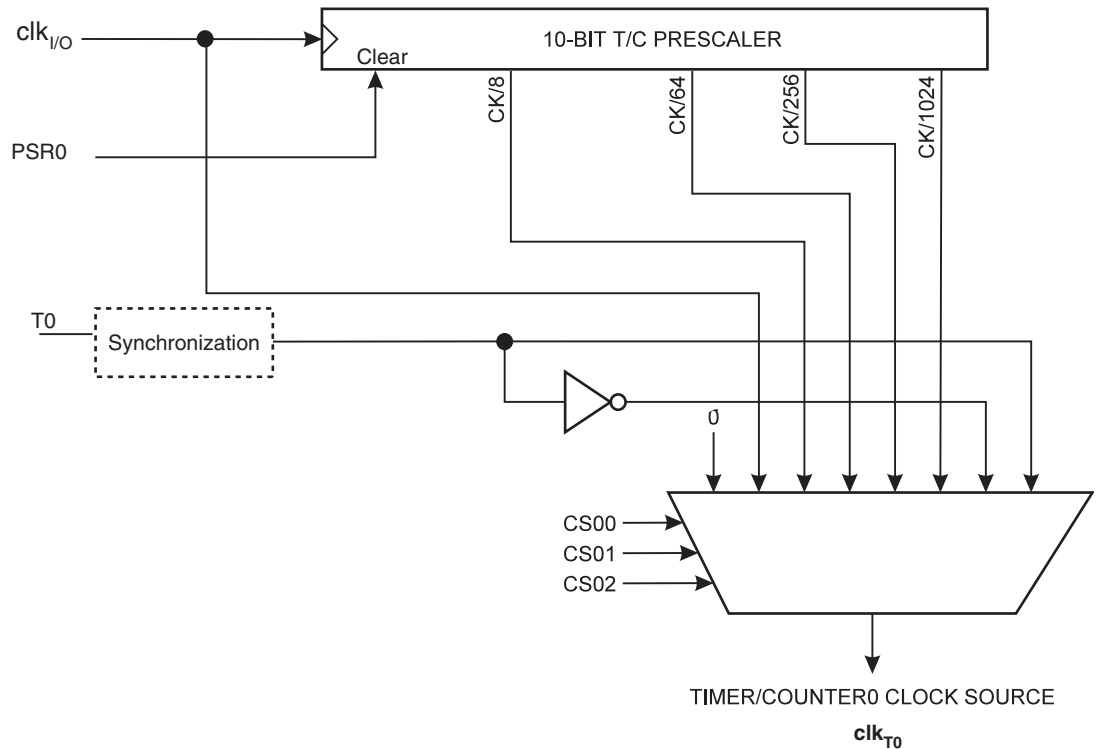 clkI/O
10-BIT T/C PRESCALER
Clear
CK/8
CK/64
CK/256
CK/1024
PSR0
T0
Synchronization
0
CS00
CS01
CS02
TIMER/COUNTER0 CLOCK SOURCE
clkT0